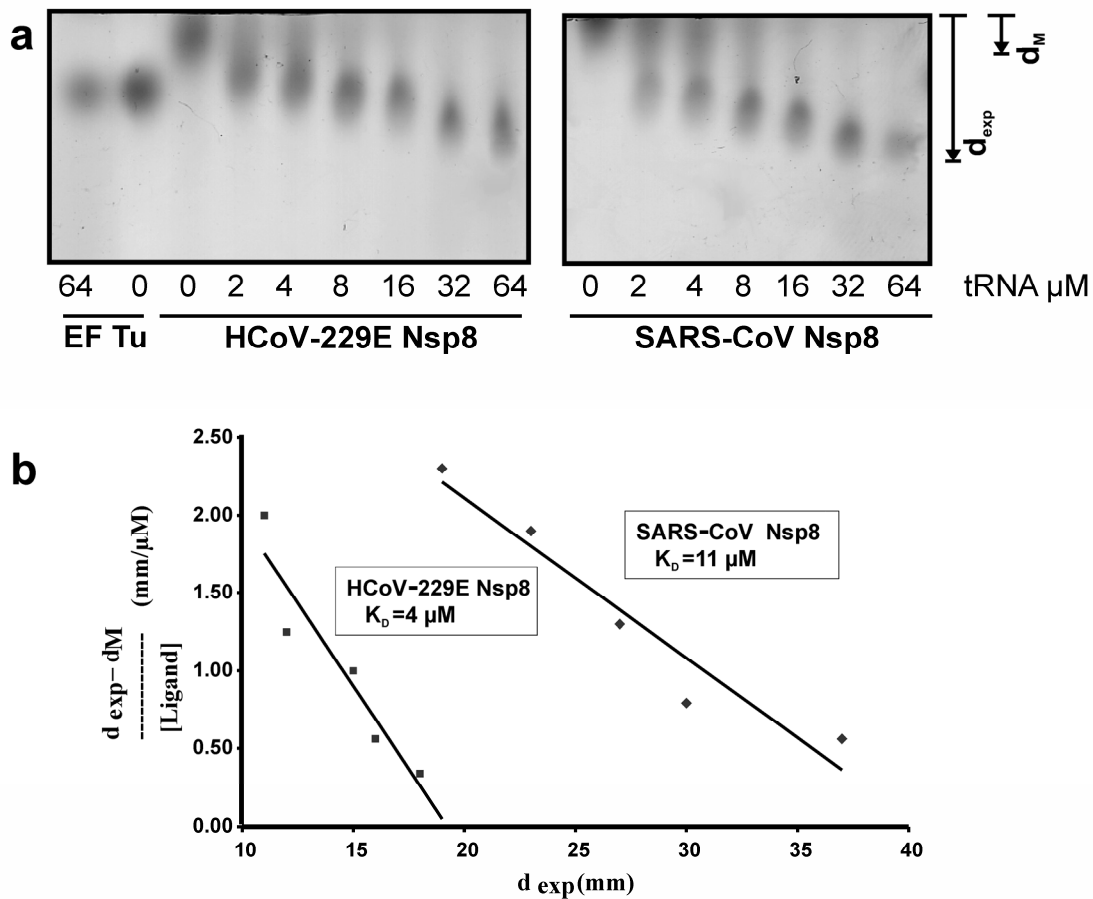 a
d_M
d_exp
64 0 0 2 4 8 16 32 64
0 2 4 8 16 32 64 tRNA µM
EF Tu HCoV-229E Nsp8 SARS-CoV Nsp8
b
2.50
2.00
1.50
1.00
0.50
0.00
10 15 20 25 30 35 40
d exp – dM
[Ligand]
(mm/µM)
HCoV-229E Nsp8
K_D=4 µM
SARS-CoV Nsp8
K_D=11 µM
d exp (mm)